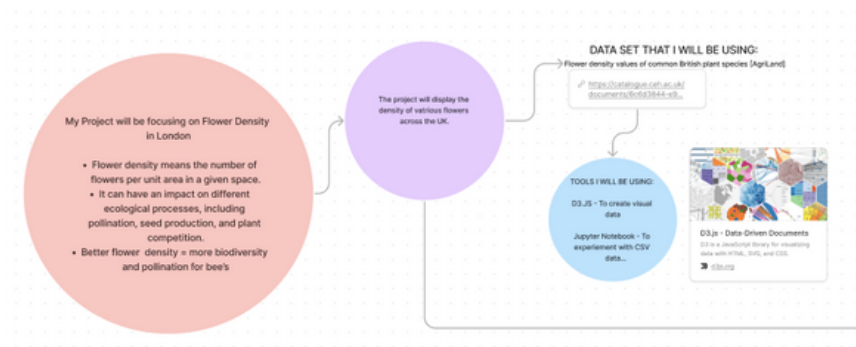 My Project will be focusing on Flower Density
in London
• Flower density means the number of
flowers per unit area in a given space.
• It can have an impact on different
ecological processes, including
pollination, seed production, and plant
competition.
• Better flower density = more biodiversity
and pollination for bee's
The project will display the
density of vatrious flowers
across the UK.
DATA SET THAT I WILL BE USING:
Flower density values of common British plant species [AgriLand]
https://catalogue.ceh.ac.uk/
TOOLS I WILL BE USING:
D3.JS - To create visual
data
Jupyter Notebook - To
experiement with CSV
data...
D3.js - Data-Driven Documents
D3 is a JavaScript library for visualizing
data with HTML, SVG, and CSS.
d3js.org